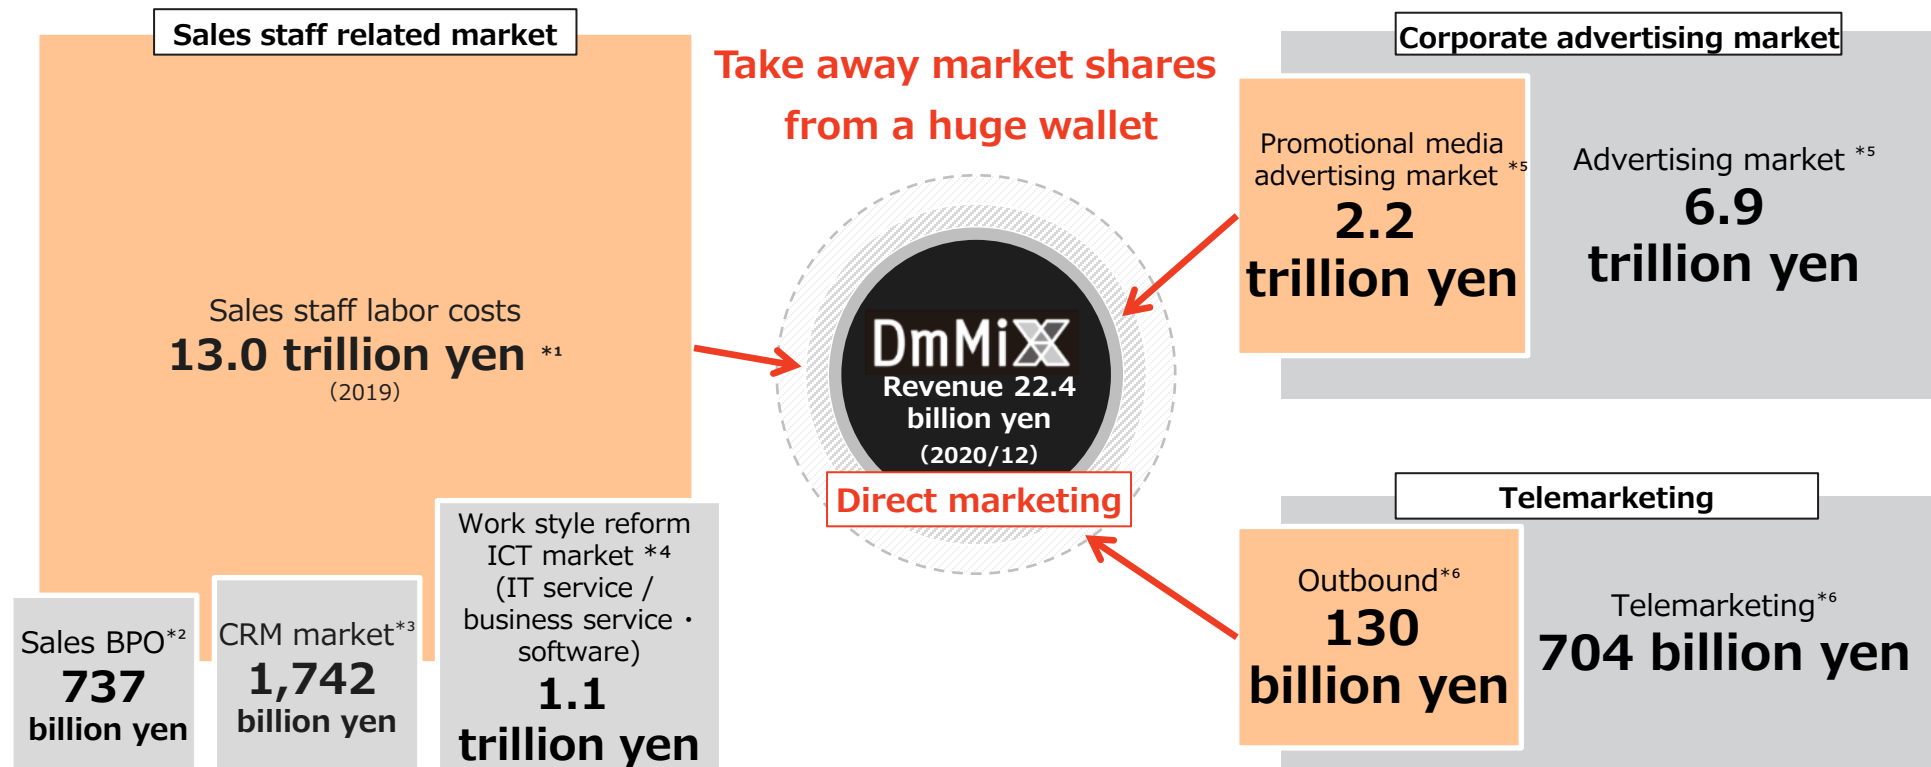 Sales staff related market
Sales staff labor costs
13.0 trillion yen *1
(2019)
Sales BPO*2
737
billion yen
CRM market*3
1,742
billion yen
Work style reform
ICT market *4
(IT service /
business service・
software)
1.1
trillion yen
Take away market shares
from a huge wallet
DmMiX
Revenue 22.4
billion yen
(2020/12)
Direct marketing
Corporate advertising market
Promotional media
advertising market *5
2.2
trillion yen
Advertising market *5
6.9
trillion yen
Telemarketing
Outbound*6
130
billion yen
Telemarketing*6
704 billion yen